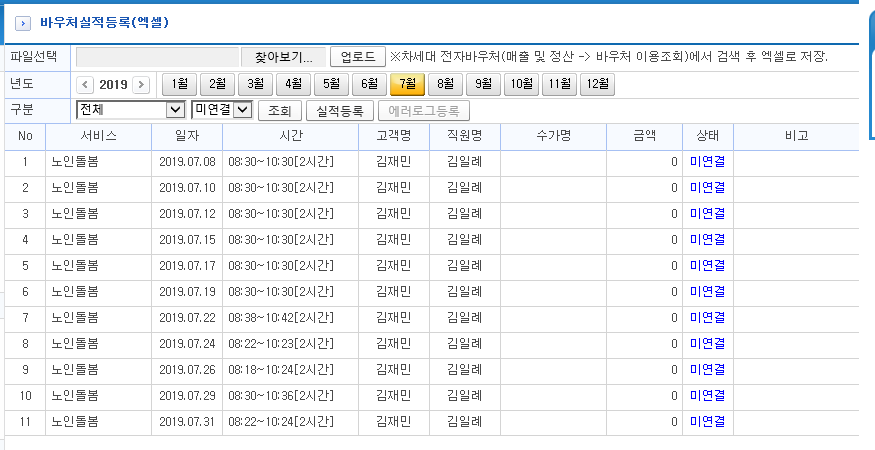 바우처실적등록(엑셀)
파일선택 찾아보기... 업로드 ※차세대 전자바우처(매출 및 정산 -> 바우처 이용조회)에서 검색 후 엑셀로 저장.
년도 2019 1월 2월 3월 4월 5월 6월 7월 8월 9월 10월 11월 12월
구분 전체 미연결 조회 실적등록 에러로그등록
No 서비스 일자 시간 고객명 직원명 수가명 금액 상태 비고
1 노인돌봄 2019.07.08 08:30~10:30[2시간] 김재민 김일례 0 미연결
2 노인돌봄 2019.07.10 08:30~10:30[2시간] 김재민 김일례 0 미연결
3 노인돌봄 2019.07.12 08:30~10:30[2시간] 김재민 김일례 0 미연결
4 노인돌봄 2019.07.15 08:30~10:30[2시간] 김재민 김일례 0 미연결
5 노인돌봄 2019.07.17 08:30~10:30[2시간] 김재민 김일례 0 미연결
6 노인돌봄 2019.07.19 08:30~10:30[2시간] 김재민 김일례 0 미연결
7 노인돌봄 2019.07.22 08:38~10:42[2시간] 김재민 김일례 0 미연결
8 노인돌봄 2019.07.24 08:22~10:23[2시간] 김재민 김일례 0 미연결
9 노인돌봄 2019.07.26 08:18~10:24[2시간] 김재민 김일례 0 미연결
10 노인돌봄 2019.07.29 08:30~10:36[2시간] 김재민 김일례 0 미연결
11 노인돌봄 2019.07.31 08:22~10:24[2시간] 김재민 김일례 0 미연결